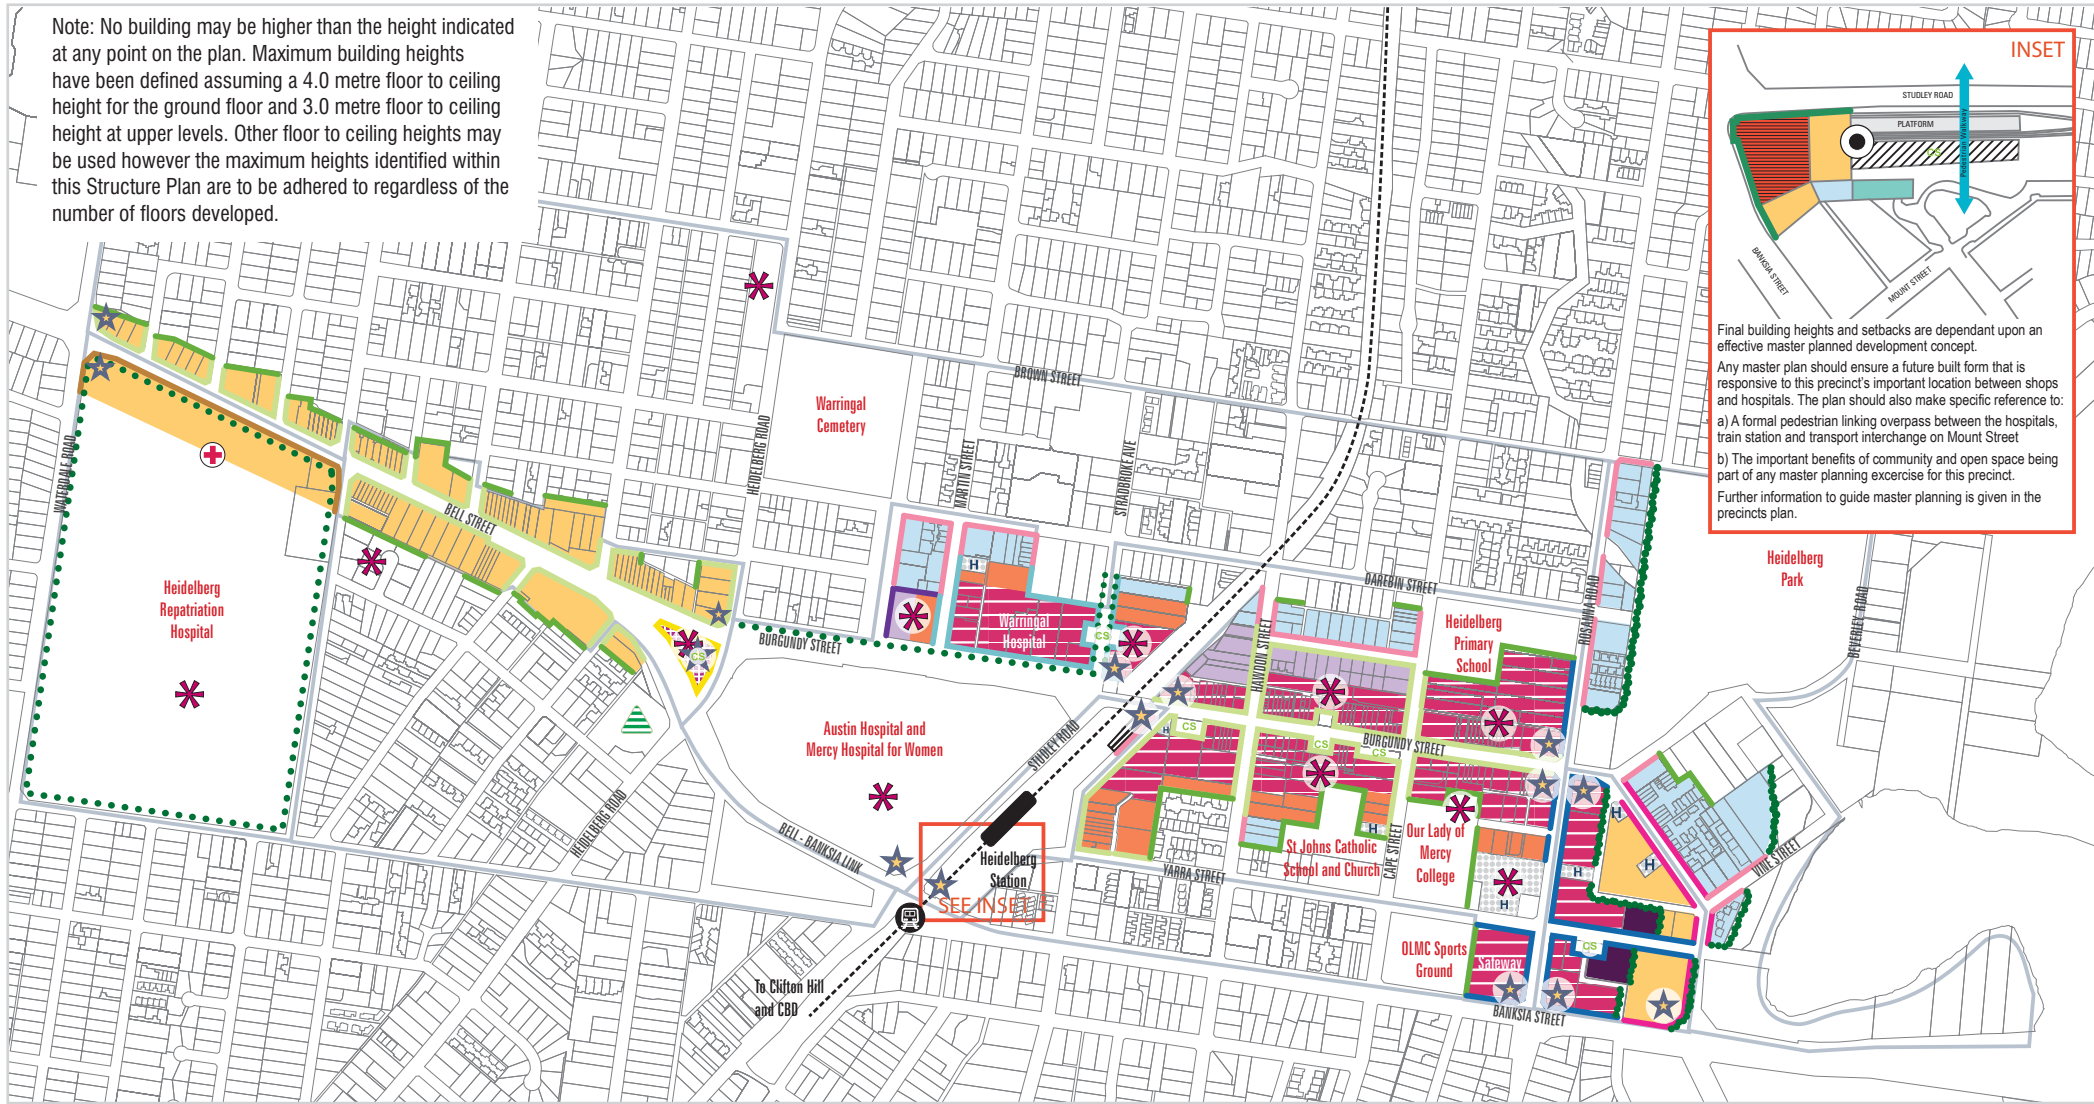 Note: No building may be higher than the height indicated
at any point on the plan. Maximum building heights
have been defined assuming a 4.0 metre floor to ceiling
height for the ground floor and 3.0 metre floor to ceiling
height at upper levels. Other floor to ceiling heights may
be used however the maximum heights identified within
this Structure Plan are to be adhered to regardless of the
number of floors developed.
INSET
STUDLEY ROAD
PLATFORM
CS
Pedestrian Walkway
BANKSIA STREET
MOUNT STREET
Final building heights and setbacks are dependant upon an
effective master planned development concept.
Any master plan should ensure a future built form that is
responsive to this precinct's important location between shops
and hospitals. The plan should also make specific reference to:
a) A formal pedestrian linking overpass between the hospitals,
train station and transport interchange on Mount Street
b) The important benefits of community and open space being
part of any master planning excercise for this precinct.
Further information to guide master planning is given in the
precincts plan.
BROWN STREET
Warringal
Cemetery
HEIDELBERG ROAD
MARTIN STREET
STRADBROKE AVE
WATERDALE ROAD
BELL STREET
Heidelberg
Repatriation
Hospital
H
Warringal
Hospital
CS
DAREBIN STREET
Heidelberg
Primary
School
ROSANNA ROAD
Heidelberg
Park
BEVERLEY ROAD
BURGUNDY STREET
CS
HAWDON STREET
Austin Hospital and
Mercy Hospital for Women
STUDLEY ROAD
H
CS
CS
CS
BURGUNDY STREET
HEIDELBERG ROAD
BELL - BANKSIA LINK
Heidelberg
Station
SEE INSET
YARRA STREET
St Johns Catholic
School and Church
H
CAPE STREET
Our Lady of
Mercy
College
H
H
H
H
VINE STREET
OLMC Sports
Ground
Safeway
CS
BANKSIA STREET
To Clifton Hill
and CBD